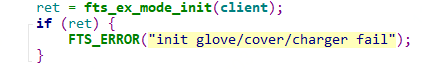 ret = fts_ex_mode_init(client);
if (ret) {
FTS_ERROR("init glove/cover/charger fail");
}